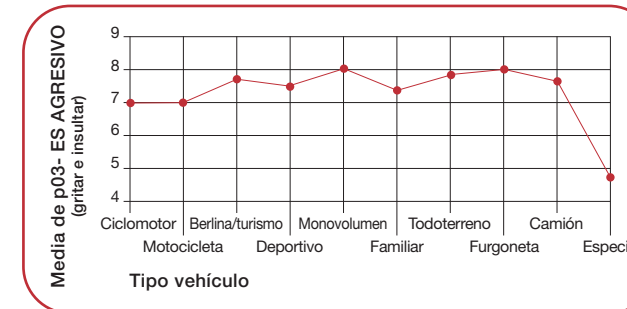 Media de p03- ES AGRESIVO
(gritar e insultar)
9
8
7
6
5
4
Ciclomotor Berlina/turismo Monovolumen Todoterreno Camión
Motocicleta Deportivo Familiar Furgoneta Especi
Tipo vehículo